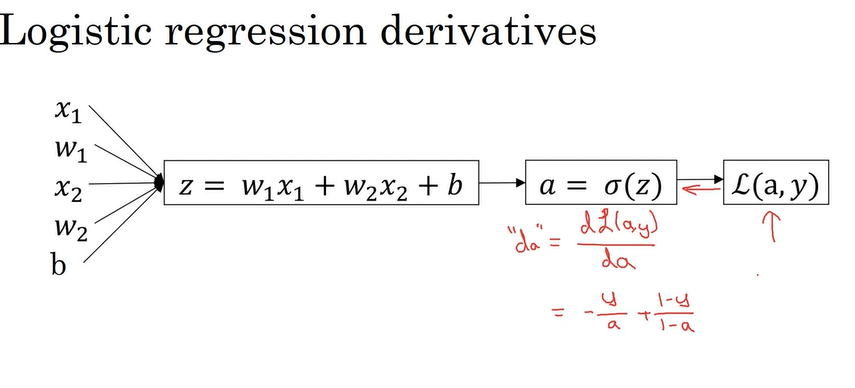 Logistic regression derivatives
x₁
w₁
x₂
w₂
b
z = w₁x₁ + w₂x₂ + b
a = σ(z)
ℒ(a, y)
"da" = dℒ(a,y)/da
= -y/a + 1-y/1-a